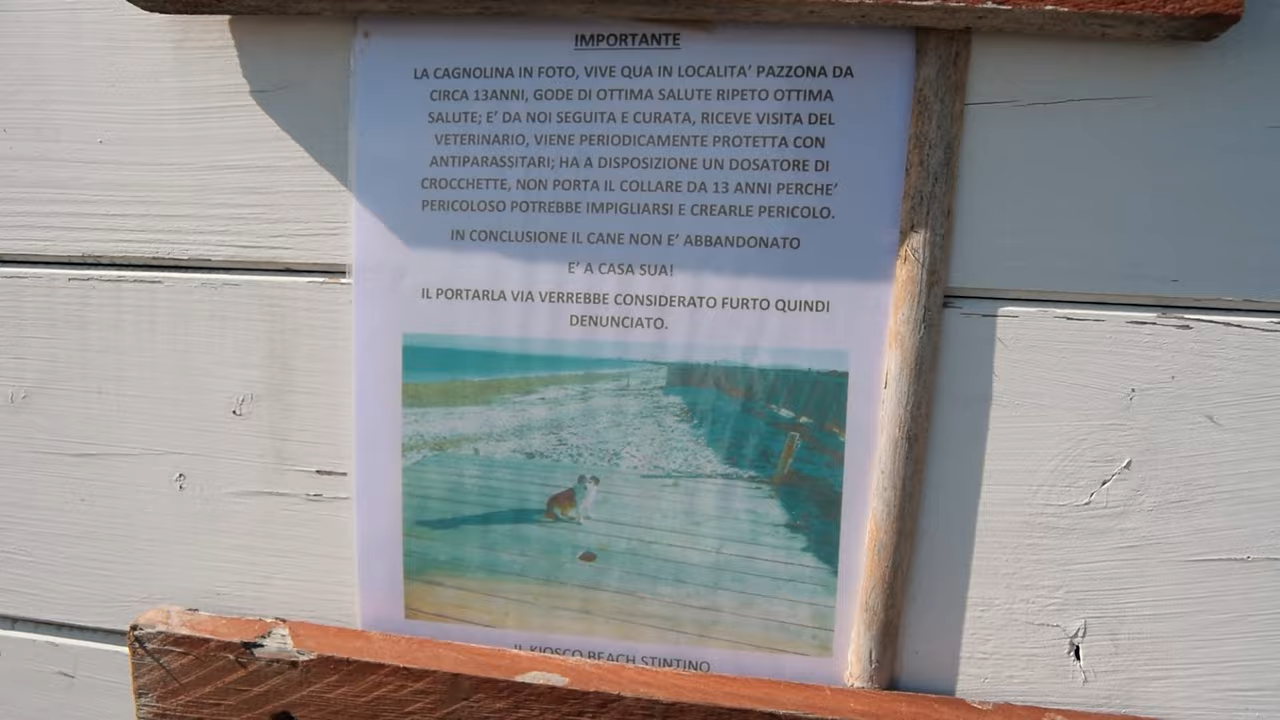 IMPORTANTE
LA CAGNOLINA IN FOTO, VIVE QUA IN LOCALITA' PAZZONA DA
CIRCA 13ANNI, GODE DI OTTIMA SALUTE RIPETO OTTIMA
SALUTE; E' DA NOI SEGUITA E CURATA, RICEVE VISITA DEL
VETERINARIO, VIENE PERIODICAMENTE PROTETTA CON
ANTIPARASSITARI; HA A DISPOSIZIONE UN DOSATORE DI
CROCCHETTE, NON PORTA IL COLLARE DA 13 ANNI PERCHE'
PERICOLOSO POTREBBE IMPIGLIARSI E CREARLE PERICOLO.
IN CONCLUSIONE IL CANE NON E' ABBANDONATO
E' A CASA SUA!
IL PORTARLA VIA VERREBBE CONSIDERATO FURTO QUINDI
DENUNCIATO.
IL KIOSCO BEACH STINTINO